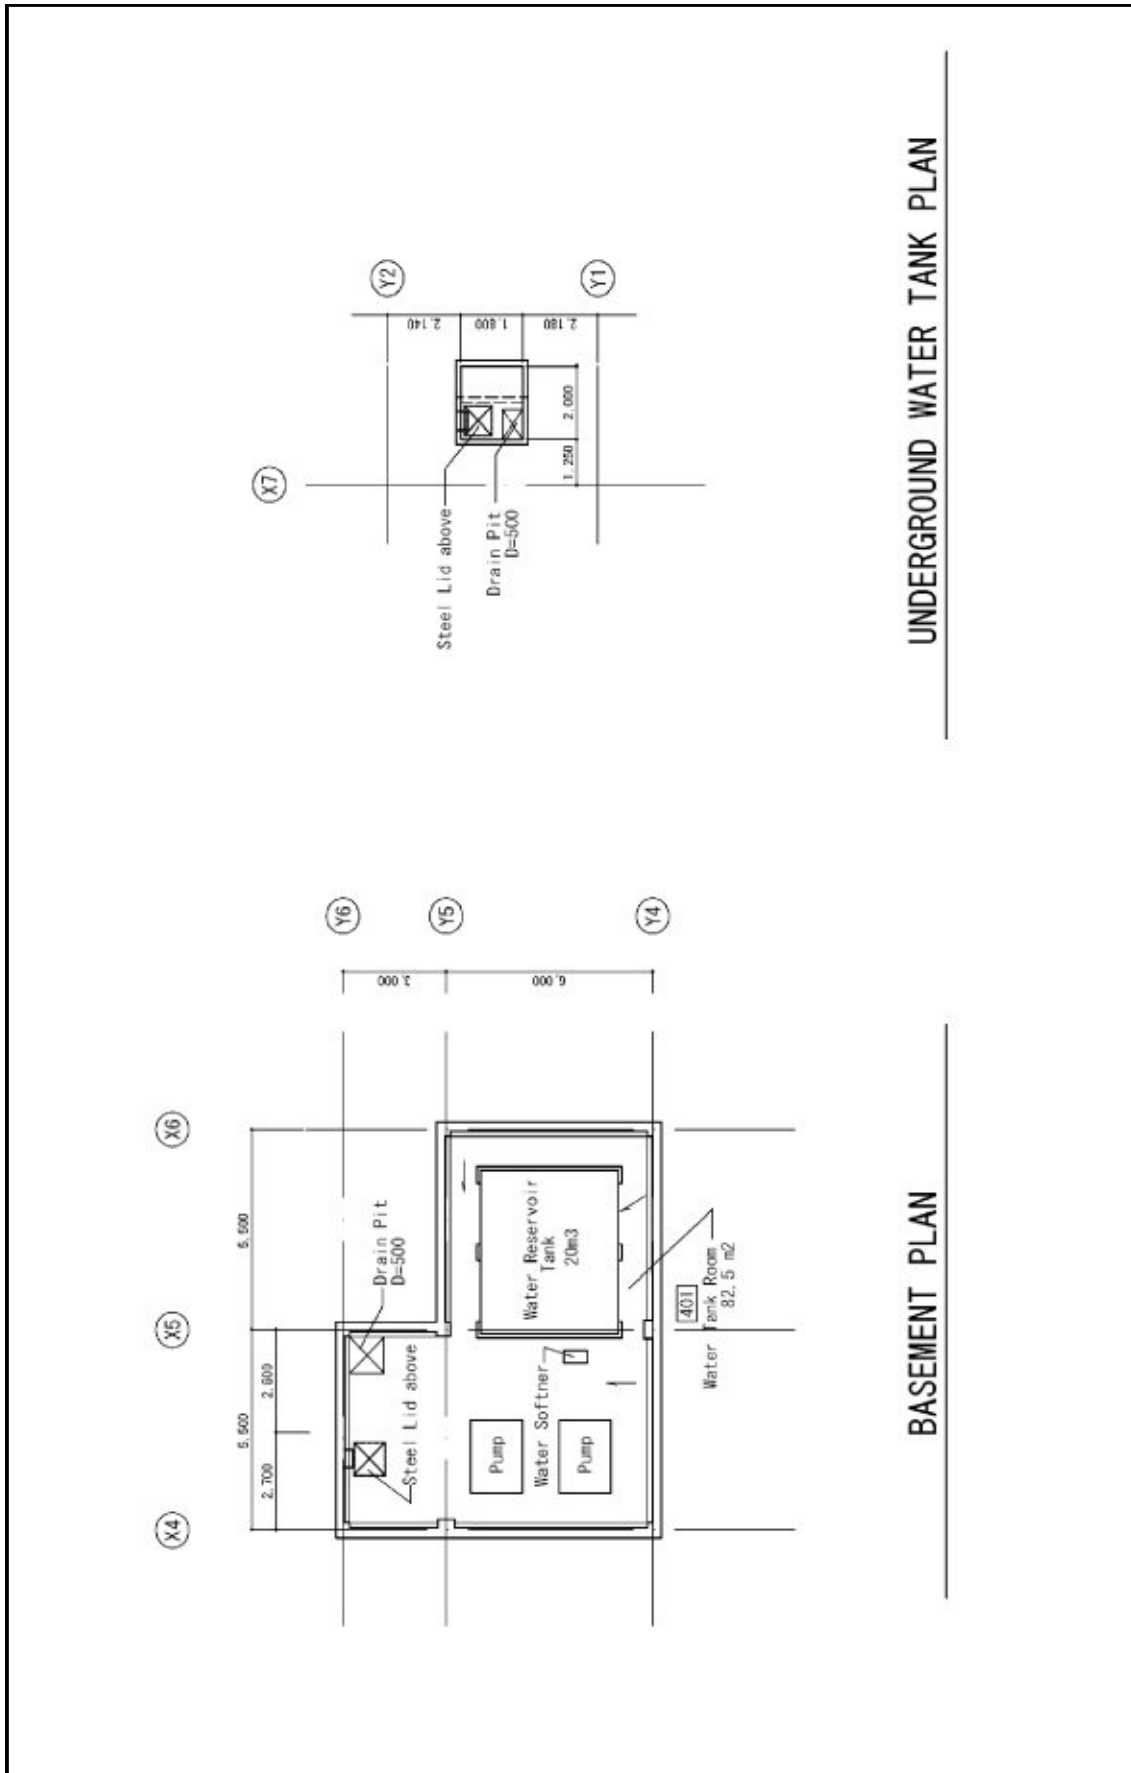 X4
X5
X6
5,500
5,500
2,700
2,800
Y6
Y5
Y4
3,000
6,000
Drain Pit
D=500
Steel Lid above
Water Reservoir
Tank
20m3
Water Softner
Pump
Pump
401
Water Tank Room
82.5 m2
BASEMENT PLAN
X7
Y2
Y1
2,140
1,800
2,180
2,000
1,250
Steel Lid above
Drain Pit
D=500
UNDERGROUND WATER TANK PLAN